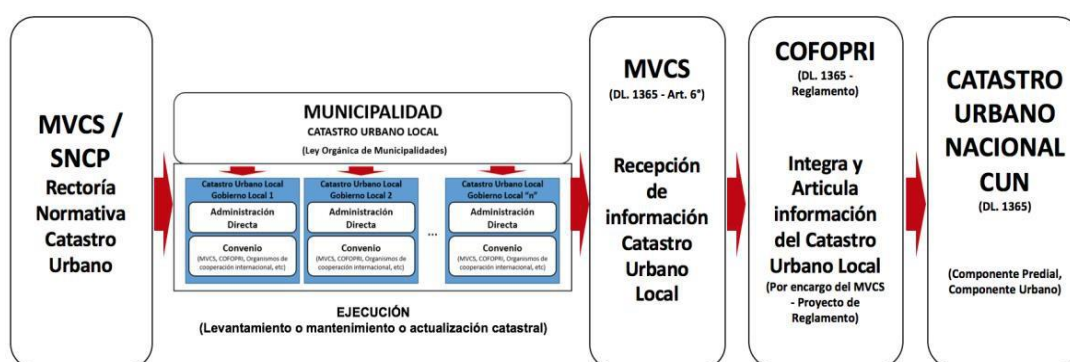 MVCS /
SNCP
Rectoría
Normativa
Catastro
Urbano
MUNICIPALIDAD
CATASTRO URBANO LOCAL
(Ley Orgánica de Municipalidades)
Catastro Urbano Local
Gobierno Local 1
Administración
Directa
Convenio
(MVCS, COFOPRI, Organismos de
cooperación internacional, etc)
Catastro Urbano Local
Gobierno Local 2
Administración
Directa
Convenio
(MVCS, COFOPRI, Organismos de
cooperación internacional, etc)
...
Catastro Urbano Local
Gobierno Local "n"
Administración
Directa
Convenio
(MVCS, COFOPRI, Organismos de
cooperación internacional, etc)
EJECUCIÓN
(Levantamiento o mantenimiento o actualización catastral)
MVCS
(DL. 1365 - Art. 6°)
Recepción
de
información
Catastro
Urbano
Local
COFOPRI
(DL. 1365 -
Reglamento)
Integra y
Articula
información
del Catastro
Urbano Local
(Por encargo del MVCS
- Proyecto de
Reglamento)
CATASTRO
URBANO
NACIONAL
CUN
(DL. 1365)
(Componente Predial,
Componente Urbano)